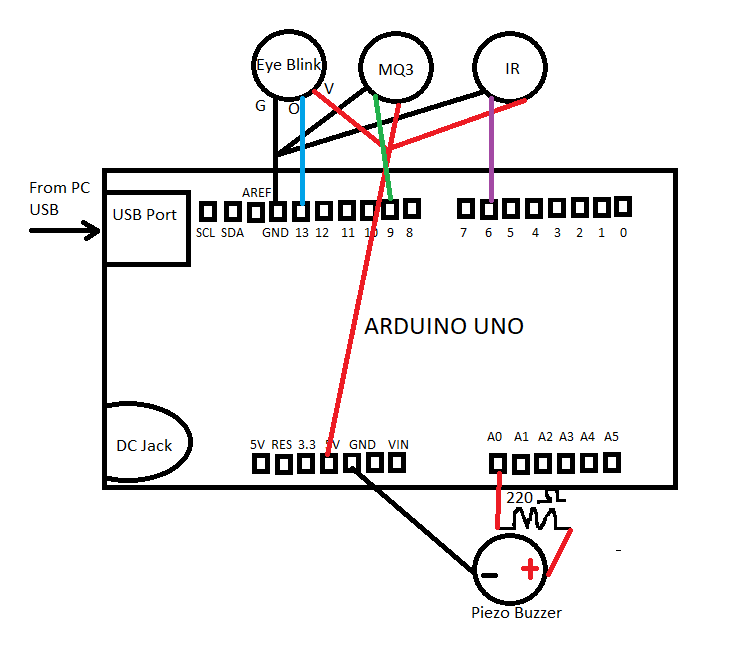 Eye Blink
MQ3
IR
G
O
V
From PC
USB
USB Port
AREF
SCL SDA GND 13 12 11 10 9 8 7 6 5 4 3 2 1 0
ARDUINO UNO
DC Jack
5V RES 3.3 5V GND VIN
A0 A1 A2 A3 A4 A5
220
- +
Piezo Buzzer